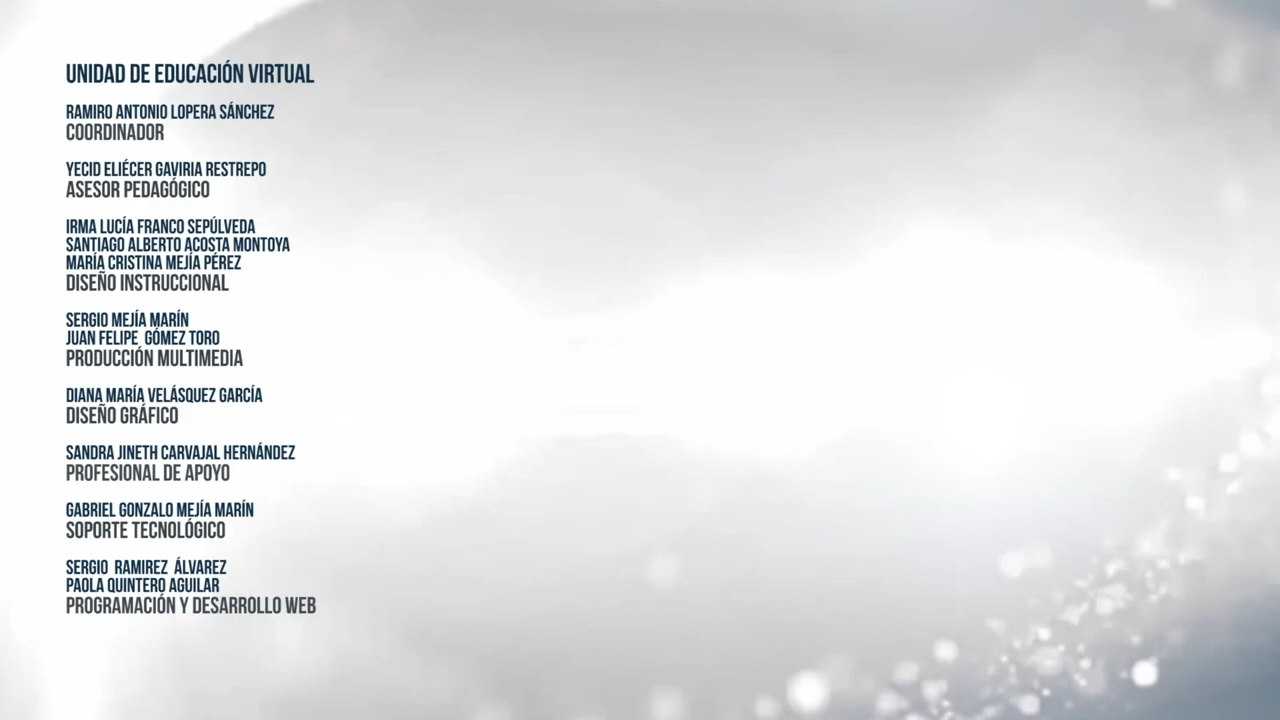 UNIDAD DE EDUCACIÓN VIRTUAL
RAMIRO ANTONIO LOPERA SÁNCHEZ
COORDINADOR
YECID ELIÉCER GAVIRIA RESTREPO
ASESOR PEDAGÓGICO
IRMA LUCÍA FRANCO SEPÚLVEDA
SANTIAGO ALBERTO ACOSTA MONTOYA
MARÍA CRISTINA MEJÍA PÉREZ
DISEÑO INSTRUCCIONAL
SERGIO MEJÍA MARÍN
JUAN FELIPE GÓMEZ TORO
PRODUCCIÓN MULTIMEDIA
DIANA MARÍA VELÁSQUEZ GARCÍA
DISEÑO GRÁFICO
SANDRA JINETH CARVAJAL HERNÁNDEZ
PROFESIONAL DE APOYO
GABRIEL GONZALO MEJÍA MARÍN
SOPORTE TECNOLÓGICO
SERGIO RAMIREZ ÁLVAREZ
PAOLA QUINTERO AGUILAR
PROGRAMACIÓN Y DESARROLLO WEB